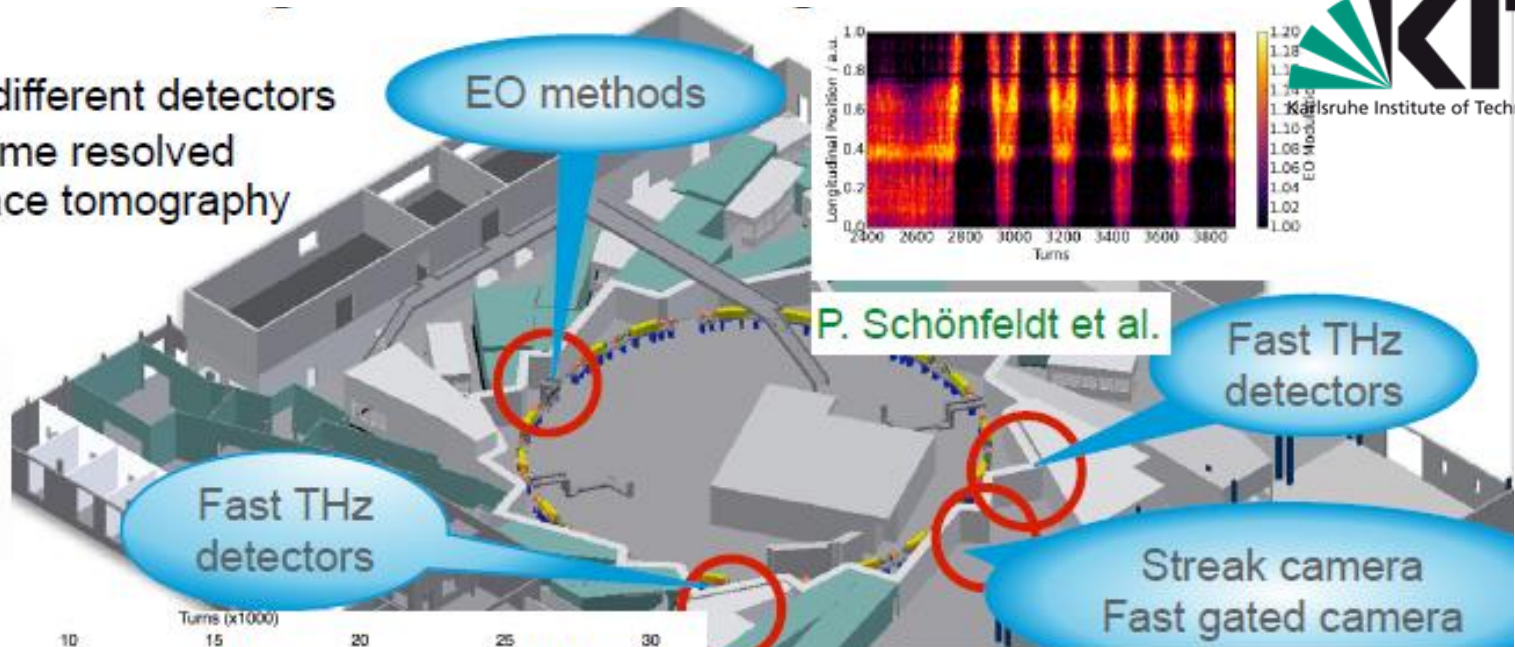 different detectors
me resolved
ace tomography
EO methods
1.0
0.8
0.6
0.4
0.2
0.0
Longitudinal Position / a.u.
2400 2600 2800 3000 3200 3400 3600 3800
Turns
1.20
1.18
1.10
1.08
1.06
1.04
1.02
1.00
KIT
Karlsruhe Institute of Techn
P. Schönfeldt et al.
Fast THz
detectors
Fast THz
detectors
Streak camera
Fast gated camera
Turns (x1000)
10 15 20 25 30